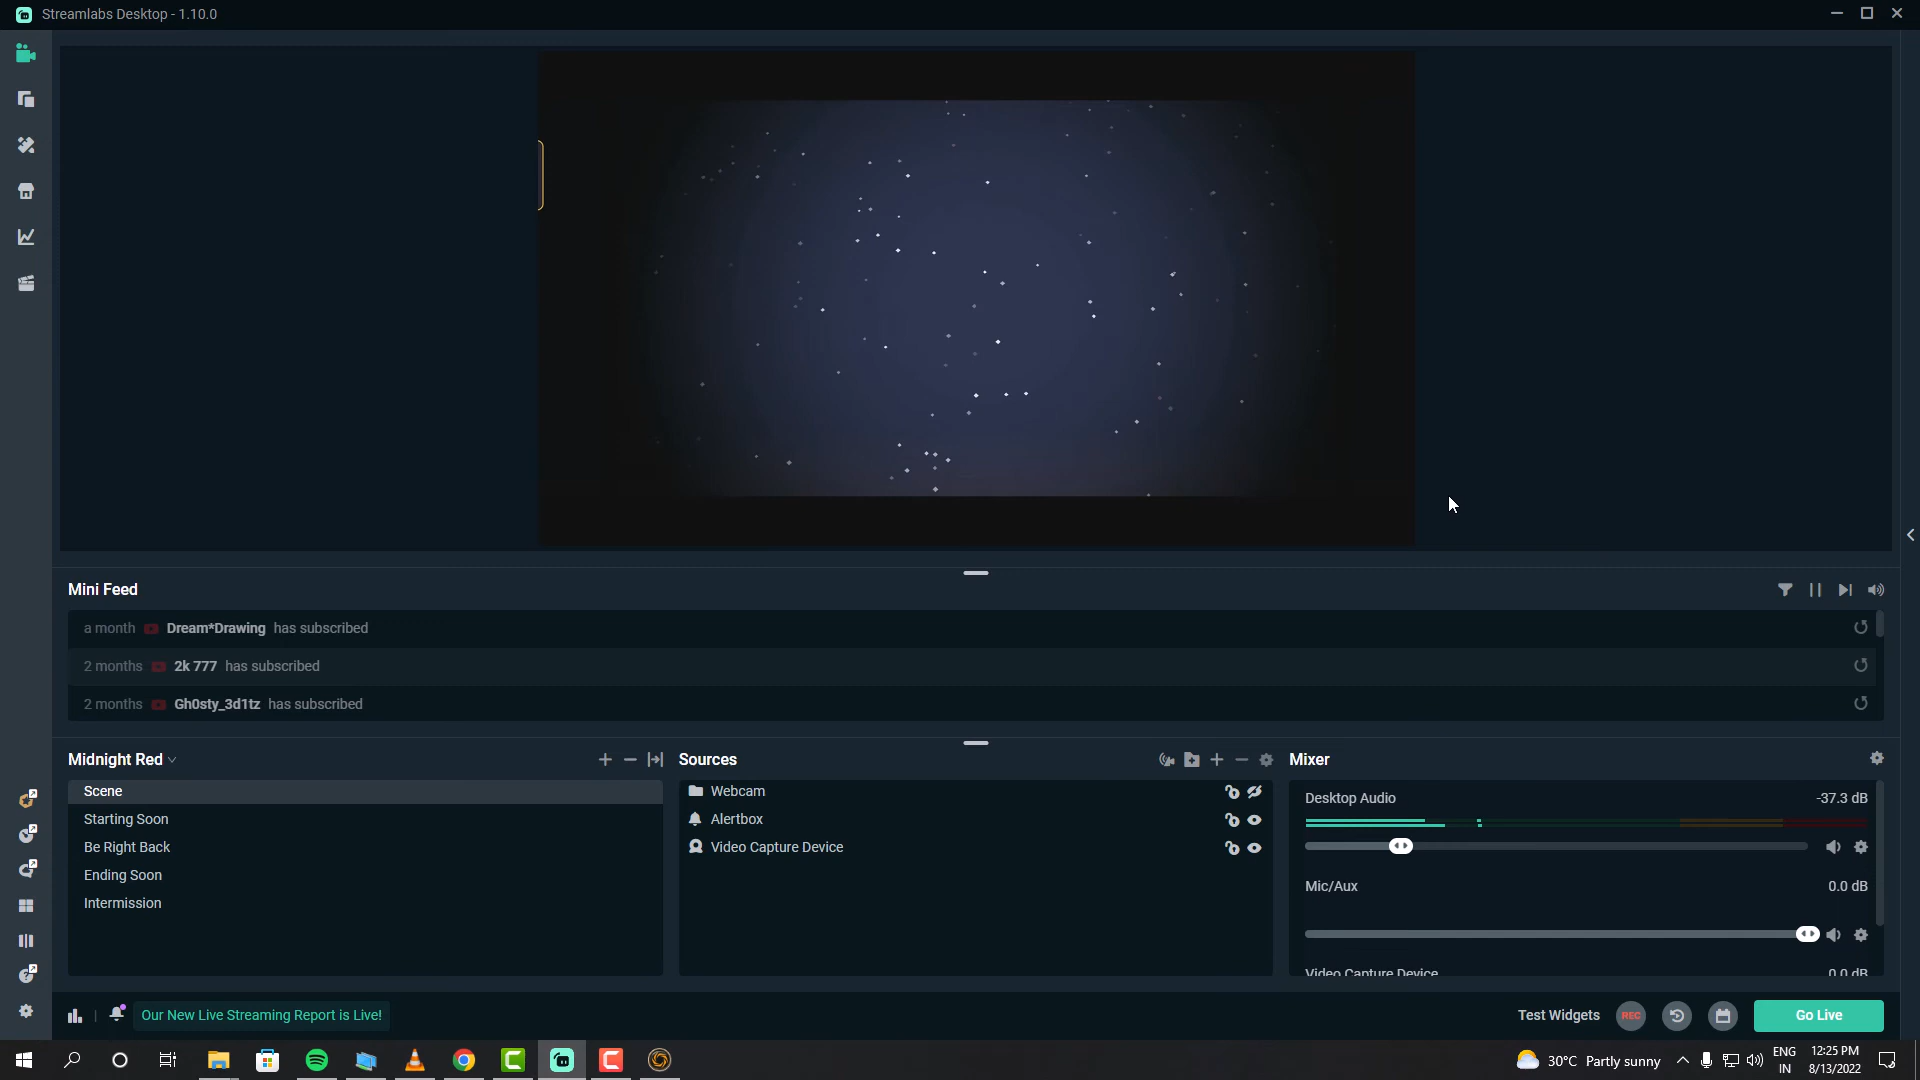 Streamlabs Desktop - 1.10.0
Mini Feed
a month Dream*Drawing has subscribed
2 months 2k 777 has subscribed
2 months Gh0sty_3d1tz has subscribed
Midnight Red
Scene
Starting Soon
Be Right Back
Ending Soon
Intermission
Sources
Webcam
Alertbox
Video Capture Device
Mixer
Desktop Audio -37.3 dB
Mic/Aux 0.0 dB
Video Capture Device 0.0 dB
Our New Live Streaming Report is Live!
Test Widgets REC Go Live
30°C Partly sunny
ENG
IN
12:25 PM
8/13/2022